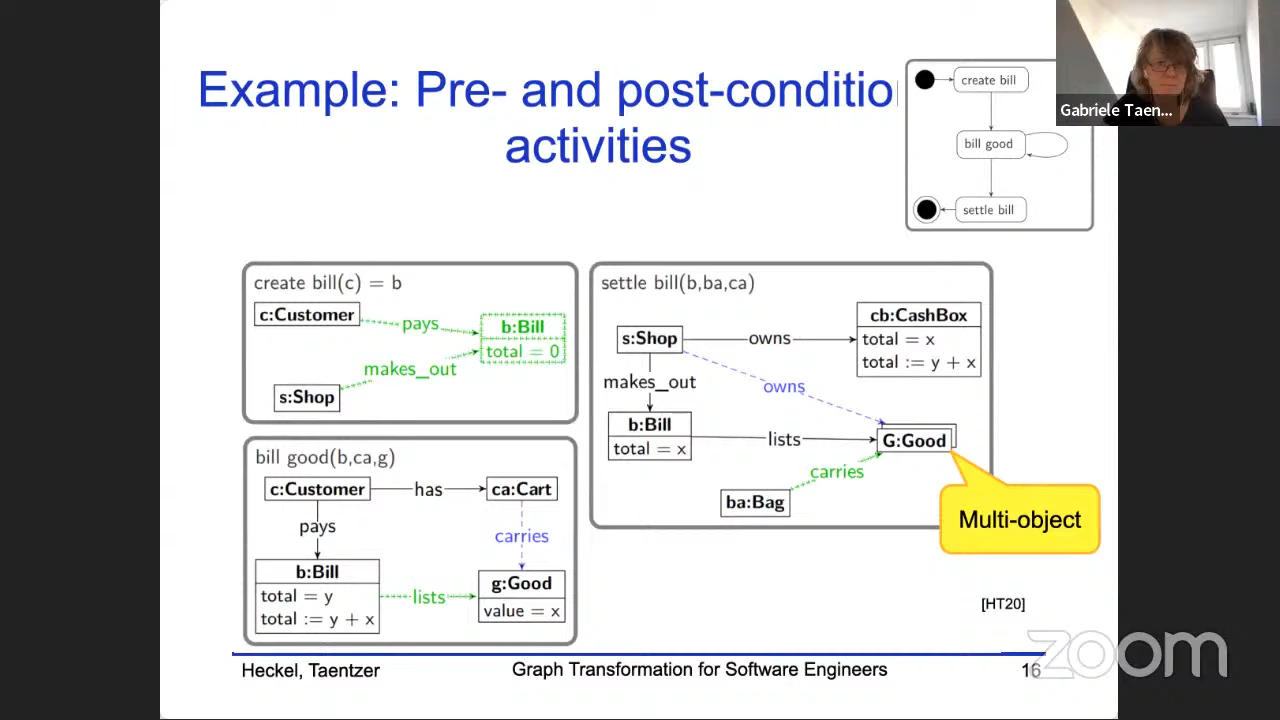 Example: Pre- and post-conditio
activities
create bill
bill good
settle bill
Gabriele Taen...
create bill(c) = b
c:Customer
pays
b:Bill
total = 0
makes_out
s:Shop
bill good(b,ca,g)
c:Customer
has
ca:Cart
pays
carries
b:Bill
total = y
total := y + x
lists
g:Good
value = x
settle bill(b,ba,ca)
s:Shop
owns
cb:CashBox
total = x
total := y + x
makes_out
owns
b:Bill
total = x
lists
G:Good
carries
ba:Bag
Multi-object
[HT20]
Heckel, Taentzer
Graph Transformation for Software Engineers
16
zoom